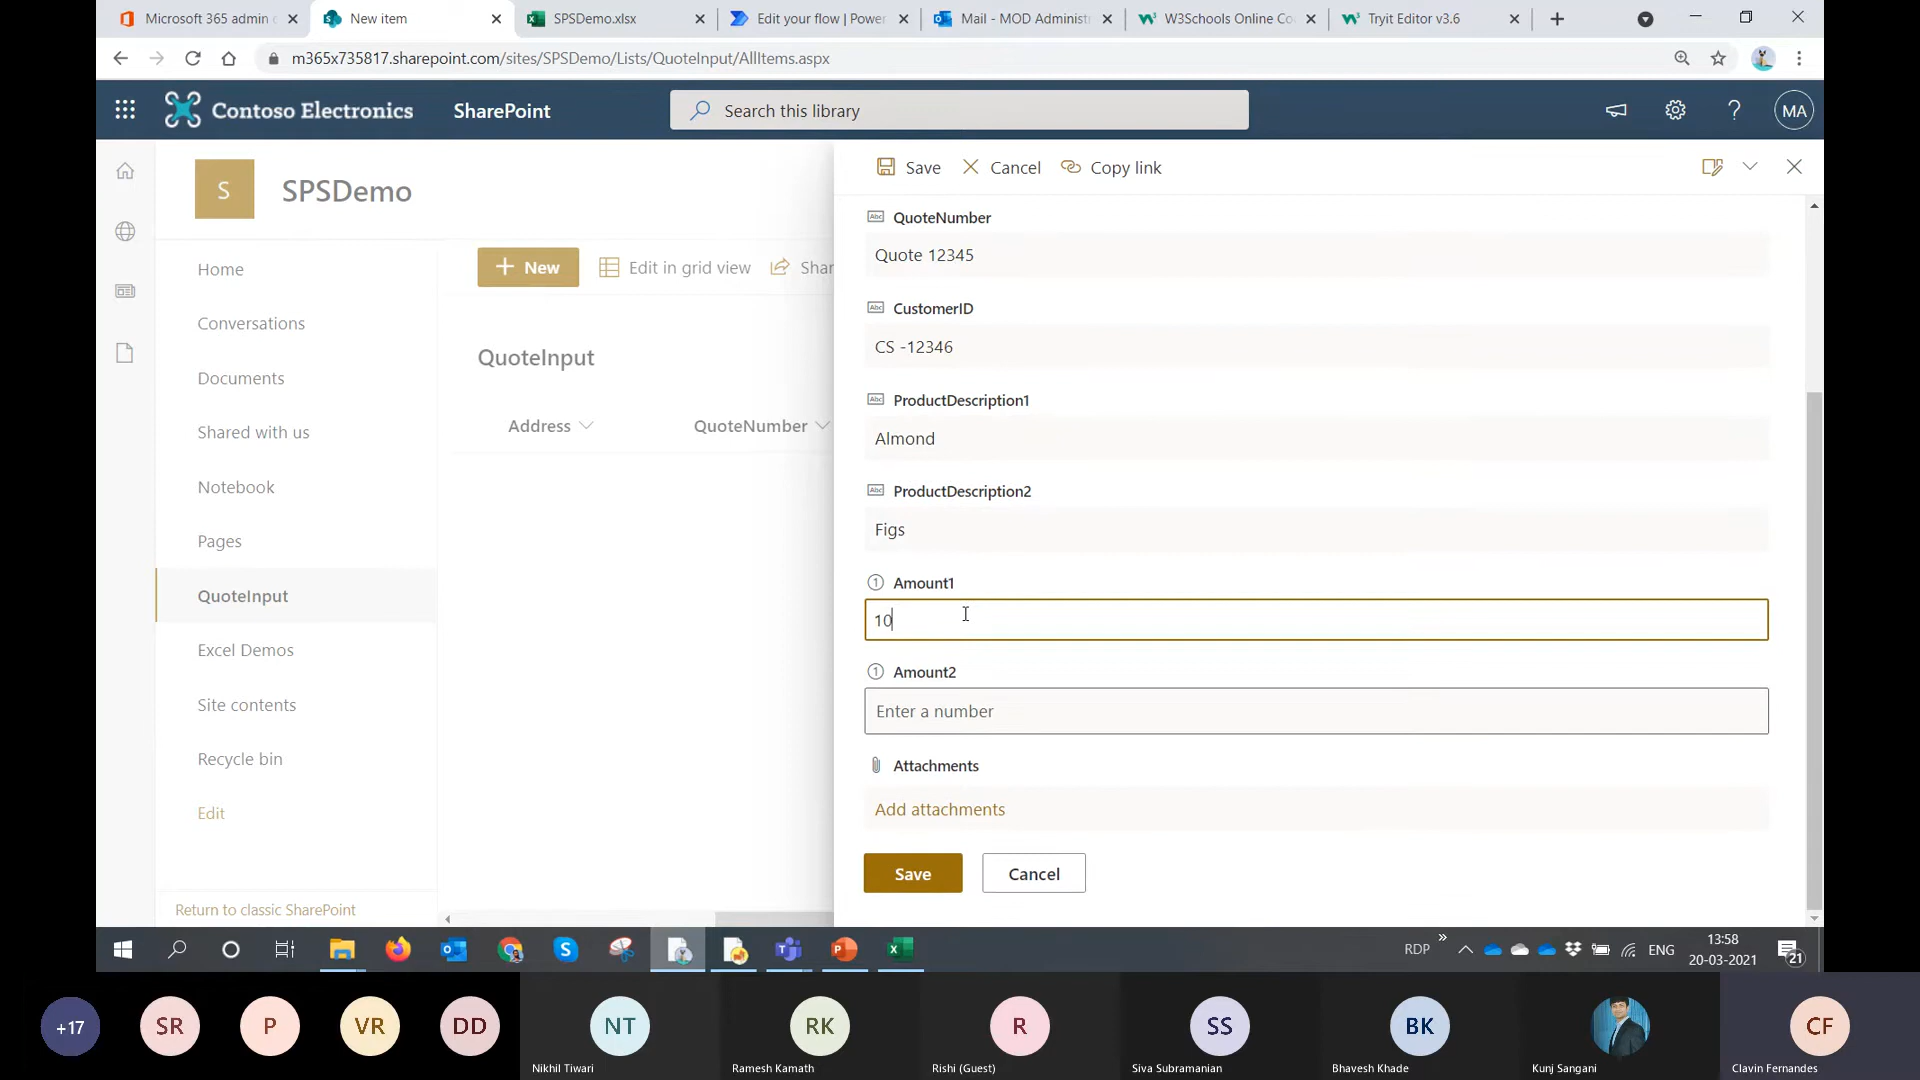 Microsoft 365 admin c
New item
SPSDemo.xlsx
Edit your flow | Power
Mail - MOD Administ
W3Schools Online Co
Tryit Editor v3.6
m365x735817.sharepoint.com/sites/SPSDemo/Lists/QuoteInput/AllItems.aspx
Contoso Electronics
SharePoint
Search this library
MA
S
SPSDemo
Home
Conversations
Documents
Shared with us
Notebook
Pages
QuoteInput
Excel Demos
Site contents
Recycle bin
Edit
Return to classic SharePoint
New
Edit in grid view
Shar
QuoteInput
Address
QuoteNumber
Save
Cancel
Copy link
Abc QuoteNumber
Quote 12345
Abc CustomerID
CS -12346
Abc ProductDescription1
Almond
Abc ProductDescription2
Figs
1 Amount1
10
1 Amount2
Enter a number
Attachments
Add attachments
Save
Cancel
RDP
ENG
13:58
20-03-2021
21
+17
SR
P
VR
DD
NT
Nikhil Tiwari
RK
Ramesh Kamath
R
Rishi (Guest)
SS
Siva Subramanian
BK
Bhavesh Khade
Kunj Sangani
CF
Clavin Fernandes